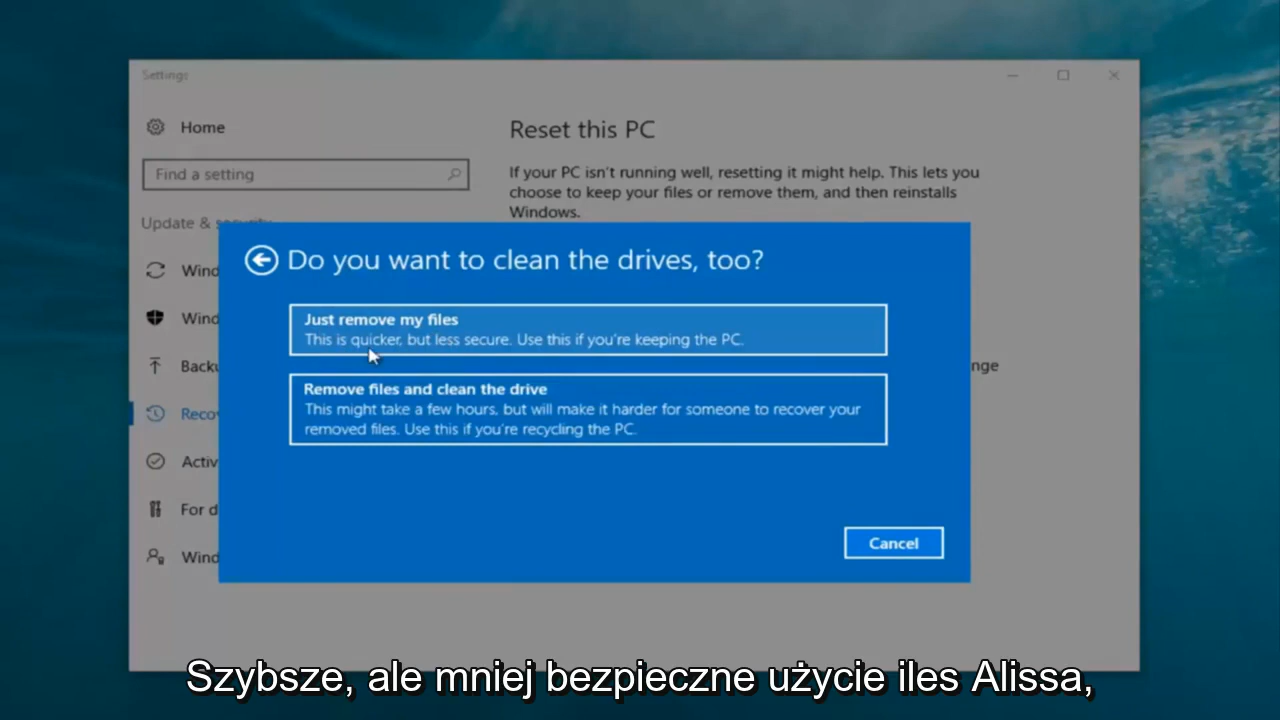 Settings
Home
Find a setting
Update & security
Wind
Wind
Backu
Reco
Activ
For d
Wind
Reset this PC
If your PC isn't running well, resetting it might help. This lets you
choose to keep your files or remove them, and then reinstalls
Windows.
nge
Do you want to clean the drives, too?
Just remove my files
This is quicker, but less secure. Use this if you're keeping the PC.
Remove files and clean the drive
This might take a few hours, but will make it harder for someone to recover your
removed files. Use this if you're recycling the PC.
Cancel
Szybsze, ale mniej bezpieczne użycie iles Alissa,